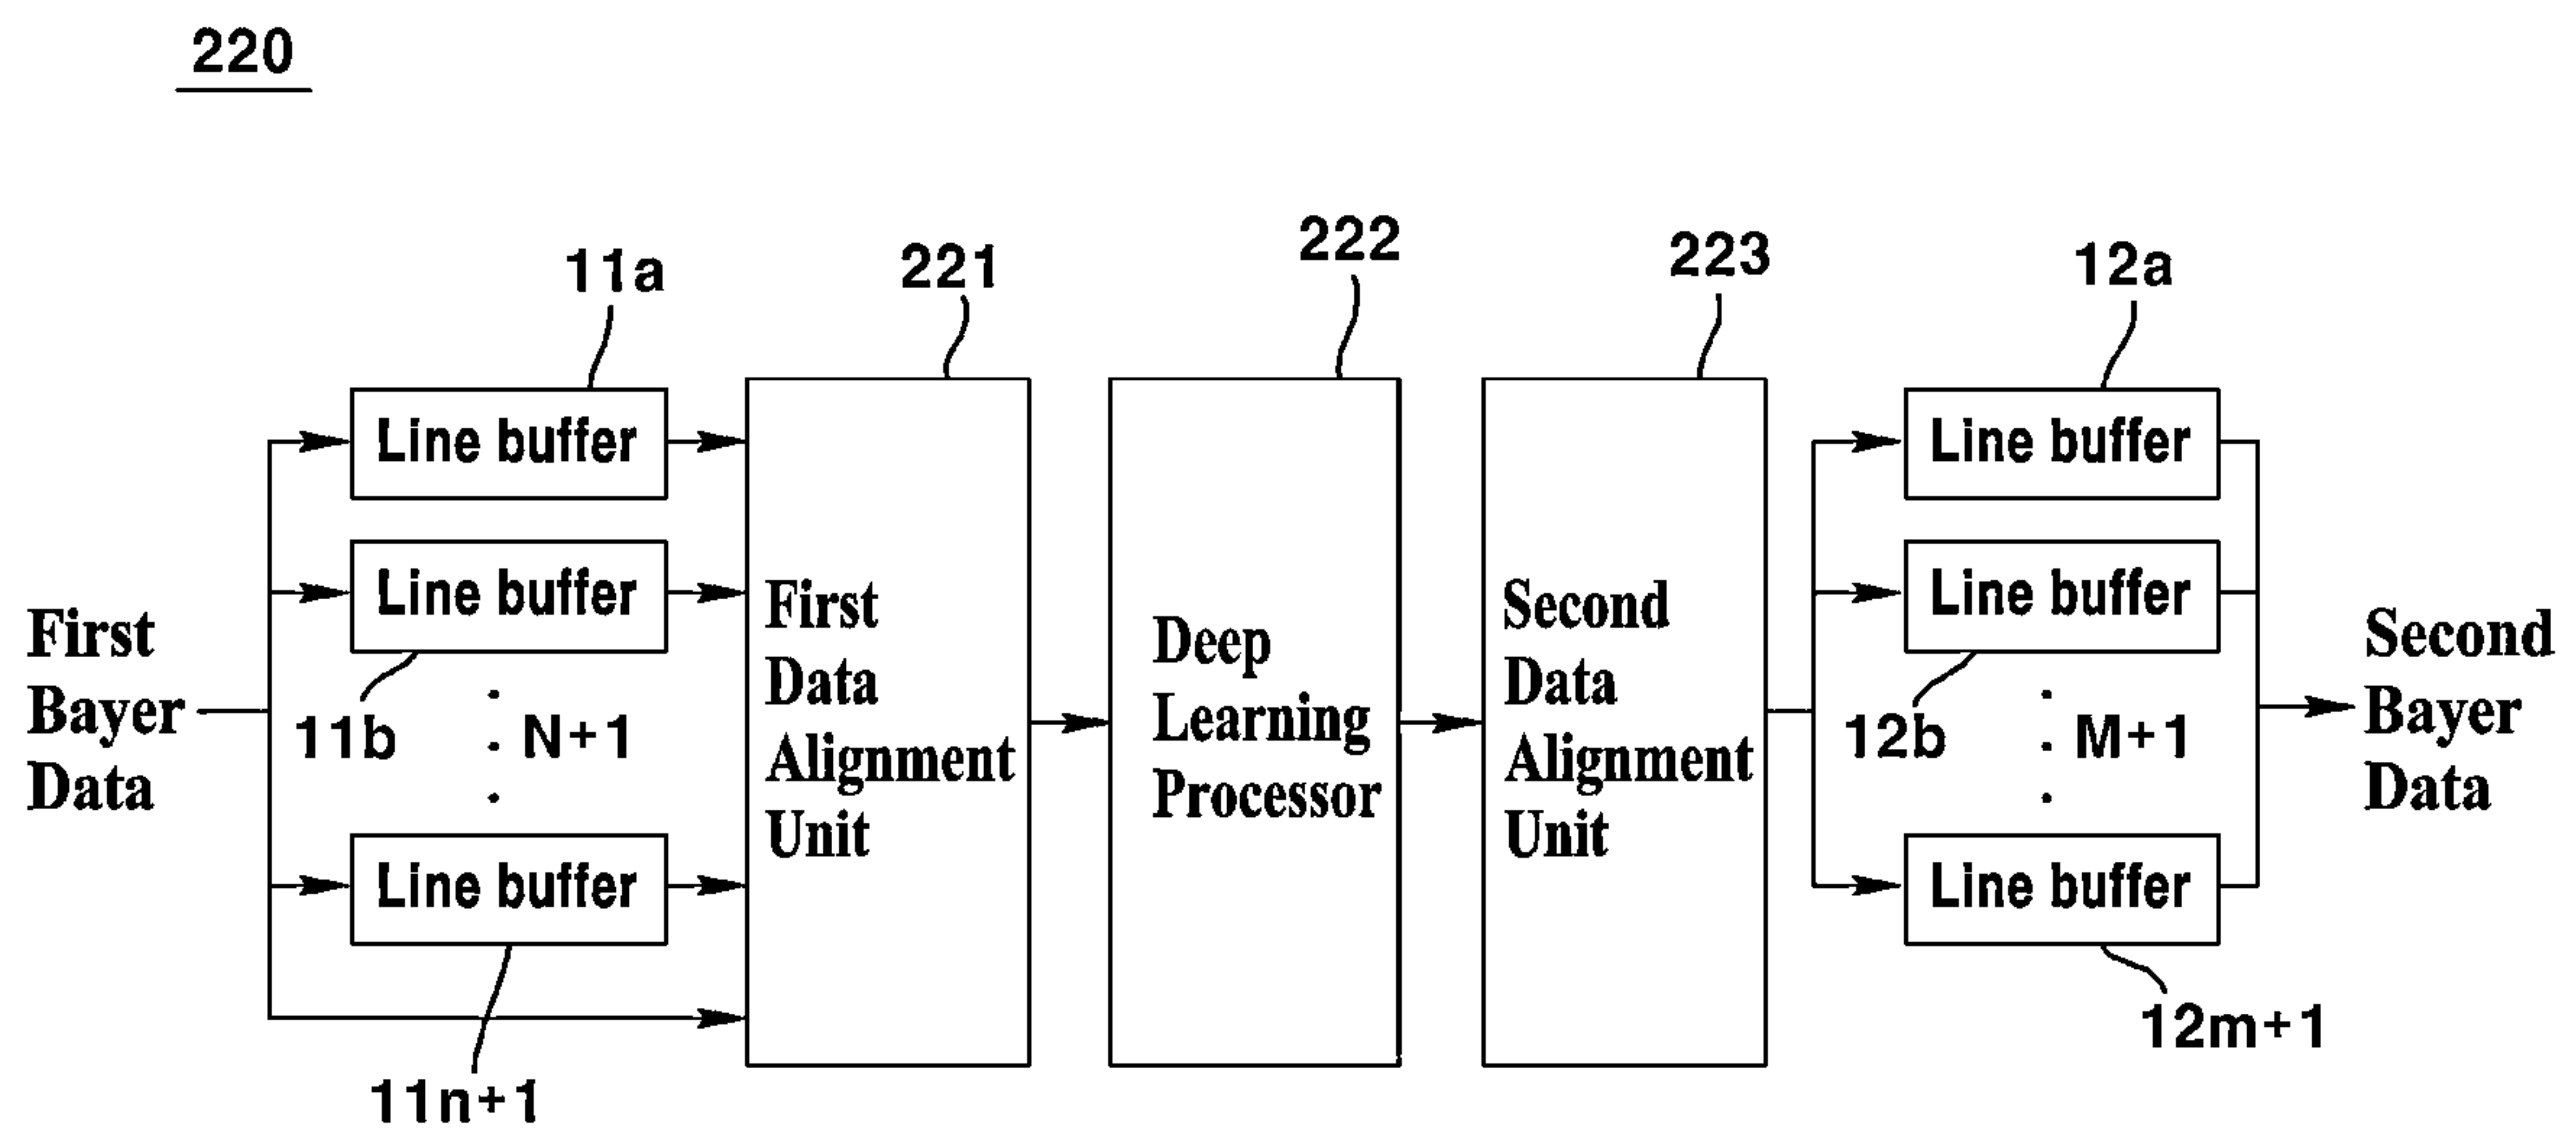 220
11a
221
222
223
12a
Line buffer
Line buffer
Line buffer
11b
N+1
11n+1
First
Bayer
Data
First
Data
Alignment
Unit
Deep
Learning
Processor
Second
Data
Alignment
Unit
Line buffer
Line buffer
Line buffer
12b
M+1
12m+1
Second
Bayer
Data